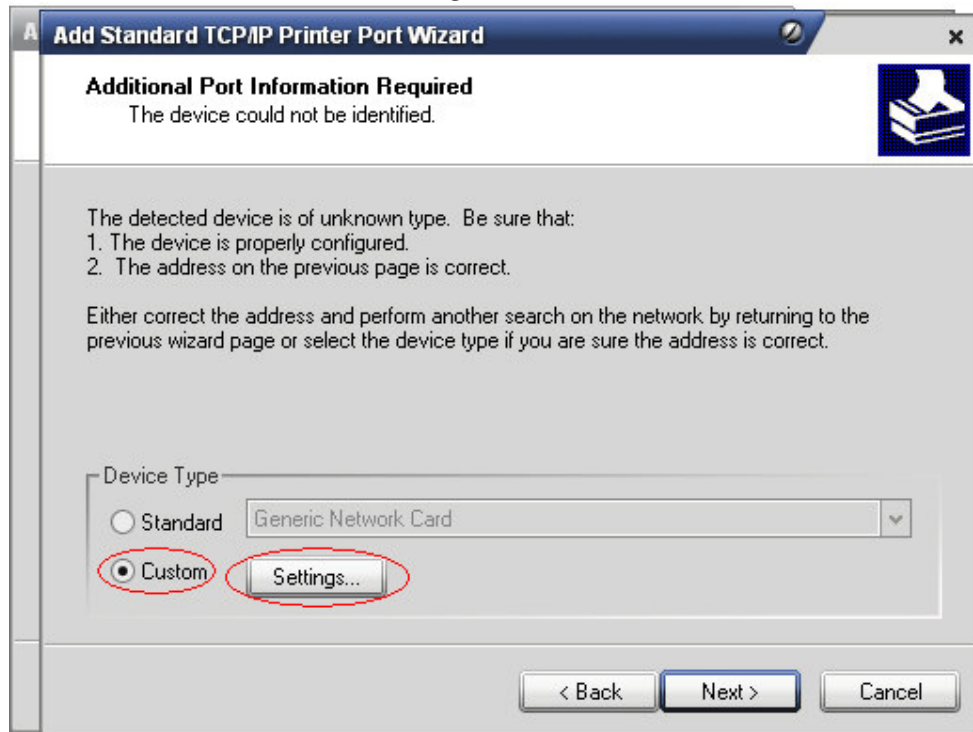 A
Add Standard TCP/IP Printer Port Wizard
Additional Port Information Required
The device could not be identified.
The detected device is of unknown type.  Be sure that:
1. The device is properly configured.
2.  The address on the previous page is correct.
Either correct the address and perform another search on the network by returning to the
previous wizard page or select the device type if you are sure the address is correct.
Device Type
Standard Generic Network Card
Custom Settings...
< Back Next > Cancel